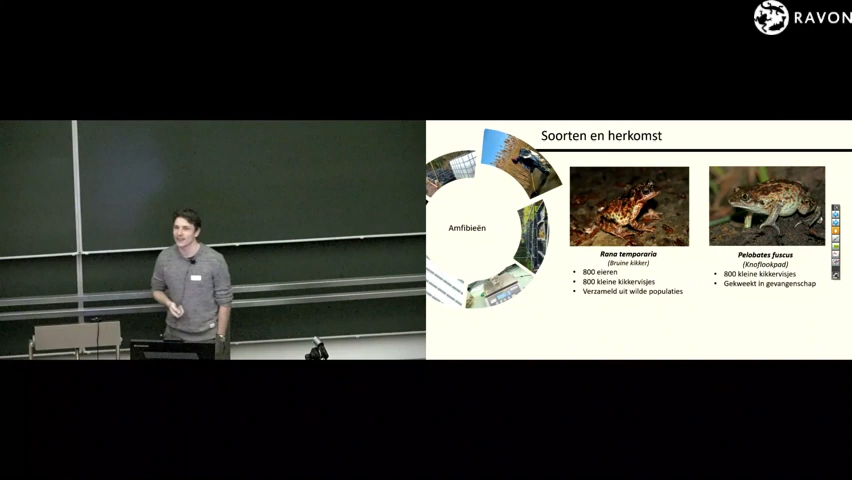 RAVON
Soorten en herkomst
Amfibieën
Rana temporaria
(Bruine kikker)
• 800 eieren
• 800 kleine kikkervisjes
• Verzameld uit wilde populaties
Pelobates fuscus
(Knoflookpad)
• 800 kleine kikkervisjes
• Gekweekt in gevangenschap